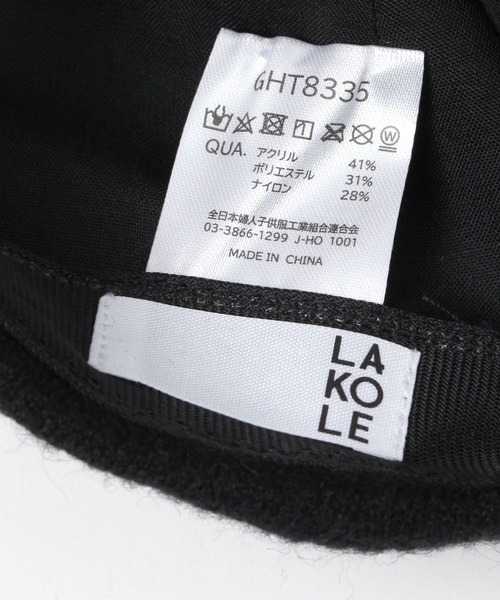 GHT8335
QUA. アクリル 41%
ポリエステル 31%
ナイロン 28%
全日本婦人子供服工業組合連合会
03-3866-1299 J-HO 1001
MADE IN CHINA
LA
KO
LE